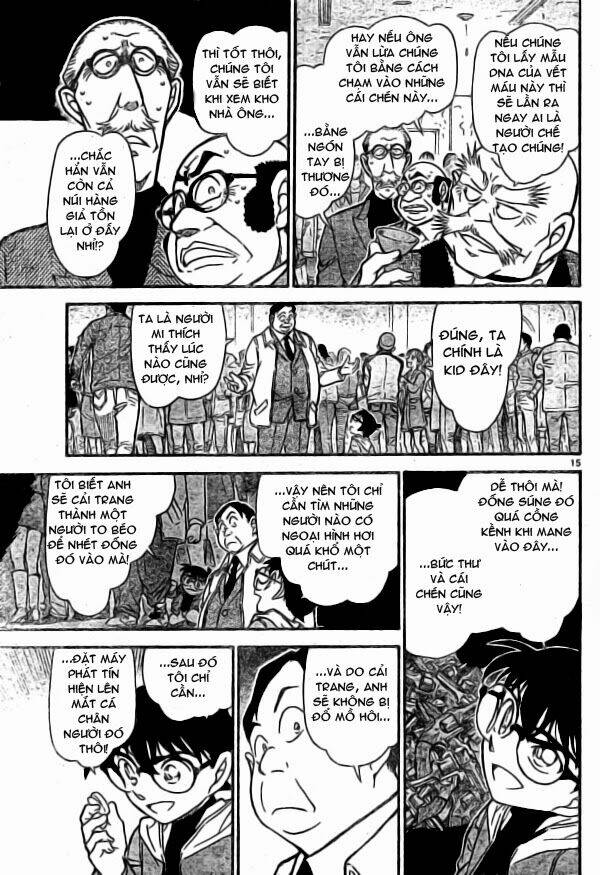 NẾU CHÚNG
TÔI LẤY MẪU
DNA CỦA VẾT
MÁU NÀY THÌ
SẼ LẦN RA
NGAY AI LÀ
NGƯỜI CHẾ
TẠO CHÚNG!
HAY NẾU ÔNG
VẪN LỪA CHÚNG
TÔI BẰNG CÁCH
CHẠM VÀO NHỮNG
CÁI CHÉN NÀY...
...BẰNG
NGÓN
TAY BỊ
THƯƠNG
ĐÓ...
THÌ TỐT THÔI,
CHÚNG TÔI
VẪN SẼ BIẾT
KHI XEM KHO
NHÀ ÔNG...
...CHẮC
HẲN VẪN
CÒN CẢ
NÚI HÀNG
GIẢ TỒN
LẠI Ở ĐẤY
NHỈ?
ĐÚNG, TA
CHÍNH LÀ
KID ĐÂY!
TA LÀ NGƯỜI
MI THÍCH
THẤY LÚC
NÀO CŨNG
ĐƯỢC, NHỈ?
15
DỄ THÔI MÀ!
ĐỒNG SÚNG ĐÓ
QUÁ CỒNG
KỀNH KHI MANG
VÀO ĐÂY...
...BỨC THƯ
VÀ CÁI
CHÉN CŨNG
VẬY!
...VẬY NÊN TÔI CHỈ
CẦN TÌM NHỮNG
NGƯỜI NÀO CÓ
NGOẠI HÌNH HƠI
QUÁ KHỔ MỘT
CHÚT...
TÔI BIẾT ANH
SẼ CẢI TRANG
THÀNH MỘT
NGƯỜI TO BÉO
ĐỂ NHÉT ĐỒNG
ĐÓ VÀO MÀ!
...VÀ DO CẢI
TRANG, ANH
SẼ KHÔNG BỊ
ĐỔ MỒ HÔI...
...SAU ĐÓ
TÔI CHỈ
CẦN...
...ĐẶT MÁY
PHÁT TÍN
HIỆN LÊN
MẮT CÁ
CHÂN
NGƯỜI ĐÓ
THÔI!